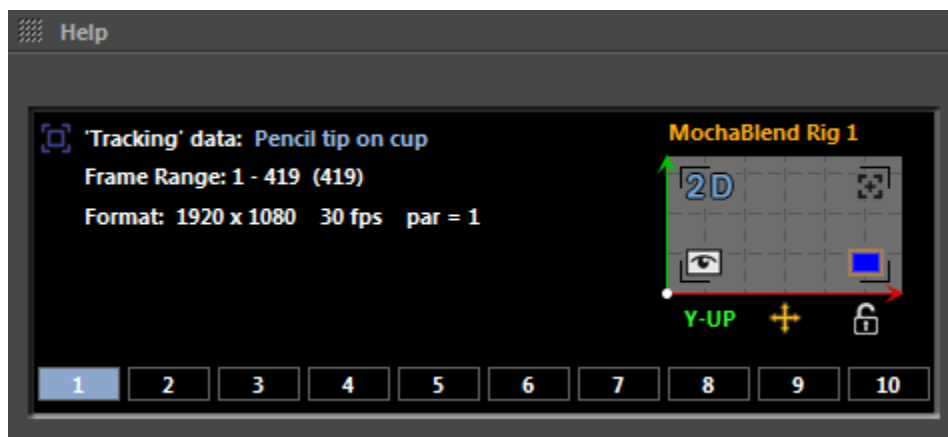 Help
'Tracking' data: Pencil tip on cup
Frame Range: 1 - 419 (419)
Format: 1920 x 1080 30 fps par = 1
MochaBlend Rig 1
2D
Y-UP
1 2 3 4 5 6 7 8 9 10